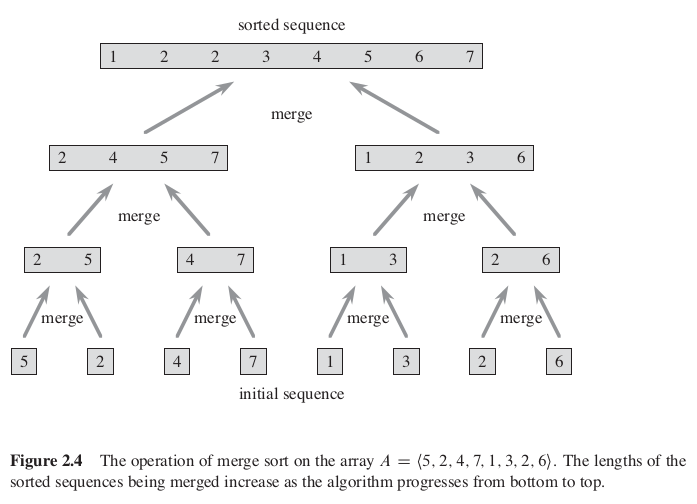 sorted sequence
1 2 2 3 4 5 6 7
merge
2 4 5 7 1 2 3 6
merge merge
2 5 4 7 1 3 2 6
merge merge merge merge
5 2 4 7 1 3 2 6
initial sequence
Figure 2.4 The operation of merge sort on the array A = ⟨5, 2, 4, 7, 1, 3, 2, 6⟩. The lengths of the
sorted sequences being merged increase as the algorithm progresses from bottom to top.